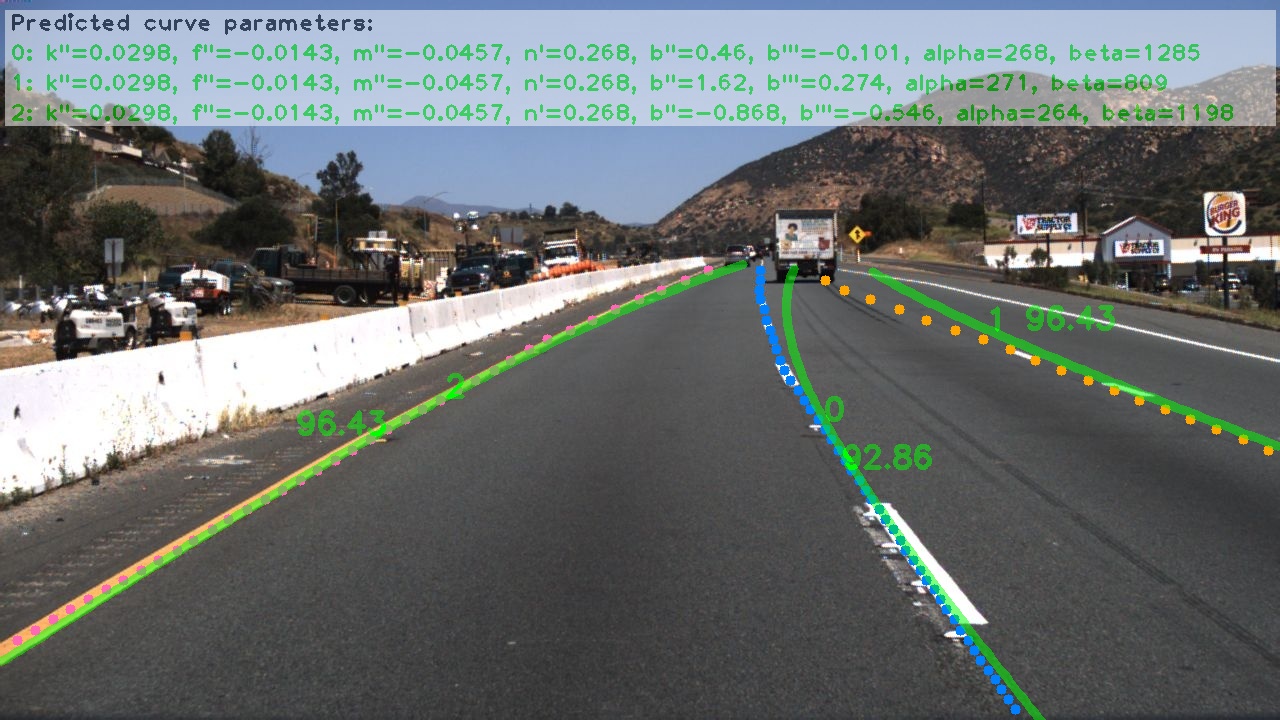 Predicted curve parameters:
0: k''=0.0298, f''=-0.0143, m''=-0.0457, n'=0.268, b''=0.46, b'''=-0.101, alpha=268, beta=1285
1: k''=0.0298, f''=-0.0143, m''=-0.0457, n'=0.268, b''=1.62, b'''=0.274, alpha=271, beta=809
2: k''=0.0298, f''=-0.0143, m''=-0.0457, n'=0.268, b''=-0.868, b'''=-0.546, alpha=264, beta=1198
BURGER
KING
TRACTOR
SUPPLY CO
1 96.43
2
96.43
0
92.86